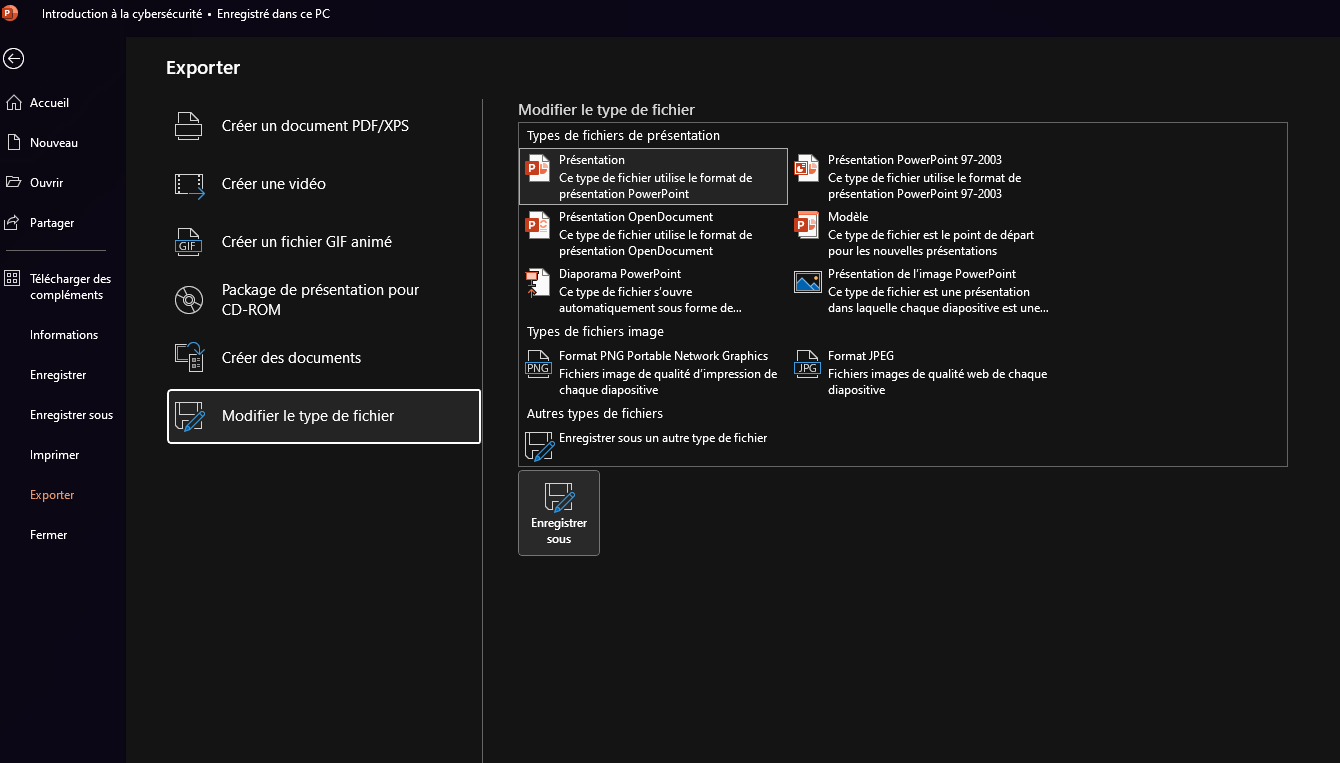 Introduction à la cybersécurité • Enregistré dans ce PC
Accueil
Nouveau
Ouvrir
Partager
Télécharger des
compléments
Informations
Enregistrer
Enregistrer sous
Imprimer
Exporter
Fermer
Exporter
Créer un document PDF/XPS
Créer une vidéo
GIF
Créer un fichier GIF animé
Package de présentation pour
CD-ROM
Créer des documents
Modifier le type de fichier
Modifier le type de fichier
Types de fichiers de présentation
Présentation
Ce type de fichier utilise le format de
présentation PowerPoint
Présentation PowerPoint 97-2003
Ce type de fichier utilise le format de
présentation PowerPoint 97-2003
Présentation OpenDocument
Ce type de fichier utilise le format de
présentation OpenDocument
Modèle
Ce type de fichier est le point de départ
pour les nouvelles présentations
Diaporama PowerPoint
Ce type de fichier s’ouvre
automatiquement sous forme de...
Présentation de l’image PowerPoint
Ce type de fichier est une présentation
dans laquelle chaque diapositive est une...
Types de fichiers image
PNG
Format PNG Portable Network Graphics
Fichiers image de qualité d’impression de
chaque diapositive
JPG
Format JPEG
Fichiers images de qualité web de chaque
diapositive
Autres types de fichiers
Enregistrer sous un autre type de fichier
Enregistrer
sous